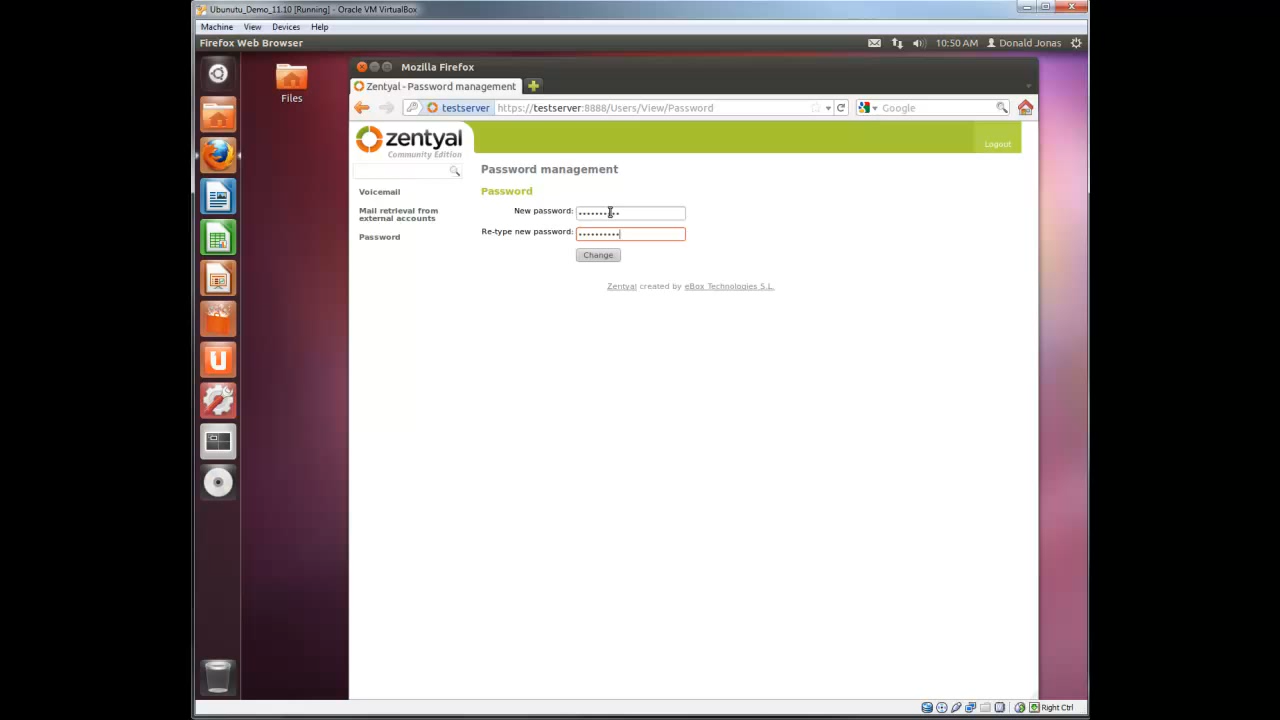 Ubunutu_Demo_11.10 [Running] - Oracle VM VirtualBox
Machine View Devices Help
Firefox Web Browser
10:50 AM Donald Jonas
Files
Mozilla Firefox
Zentyal - Password management
testserver https://testserver:8888/Users/View/Password
Google
zentyal
Community Edition
Logout
Password management
Voicemail
Mail retrieval from
external accounts
Password
Password
New password: ••••••••••
Re-type new password: ••••••••••
Change
Zentyal created by eBox Technologies S.L.
Right Ctrl